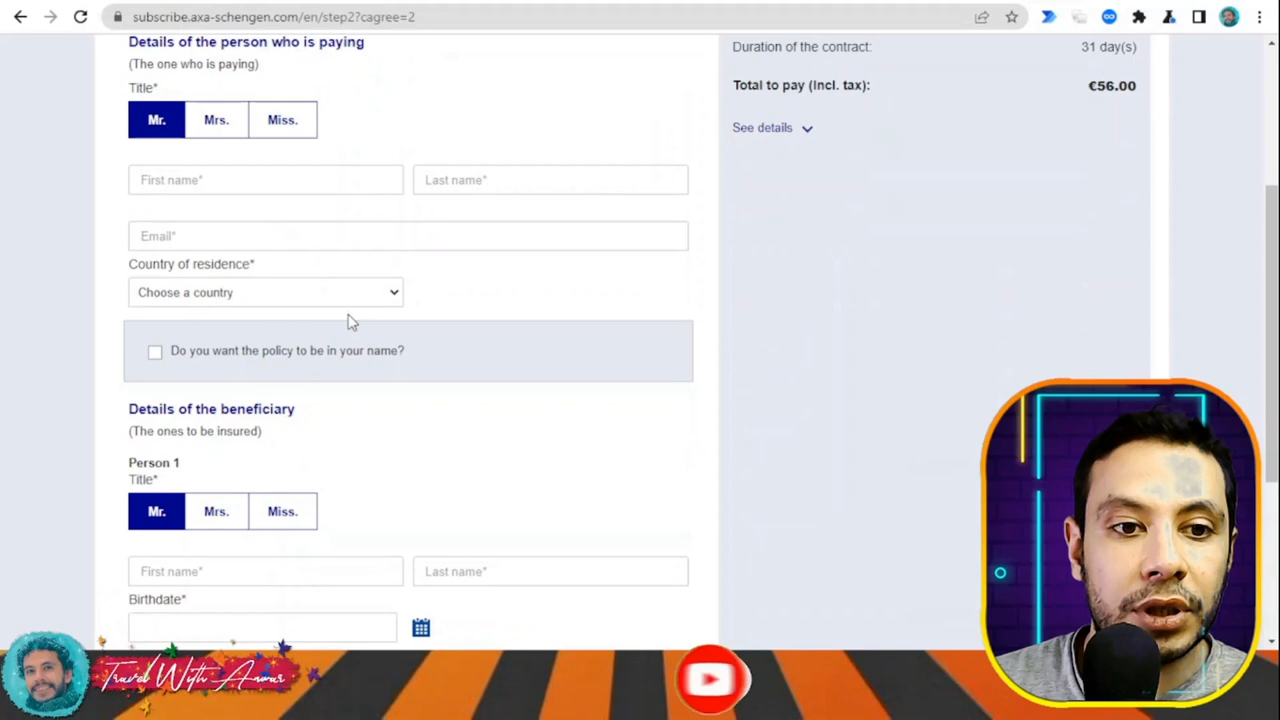 subscribe.axa-schengen.com/en/step2?cagree=2
Details of the person who is paying
(The one who is paying)
Title*
Mr. Mrs. Miss.
First name* Last name*
Email*
Country of residence*
Choose a country
Do you want the policy to be in your name?
Details of the beneficiary
(The ones to be insured)
Person 1
Title*
Mr. Mrs. Miss.
First name* Last name*
Birthdate*
Duration of the contract: 31 day(s)
Total to pay (Incl. tax): €56.00
See details
Travel With Anwar